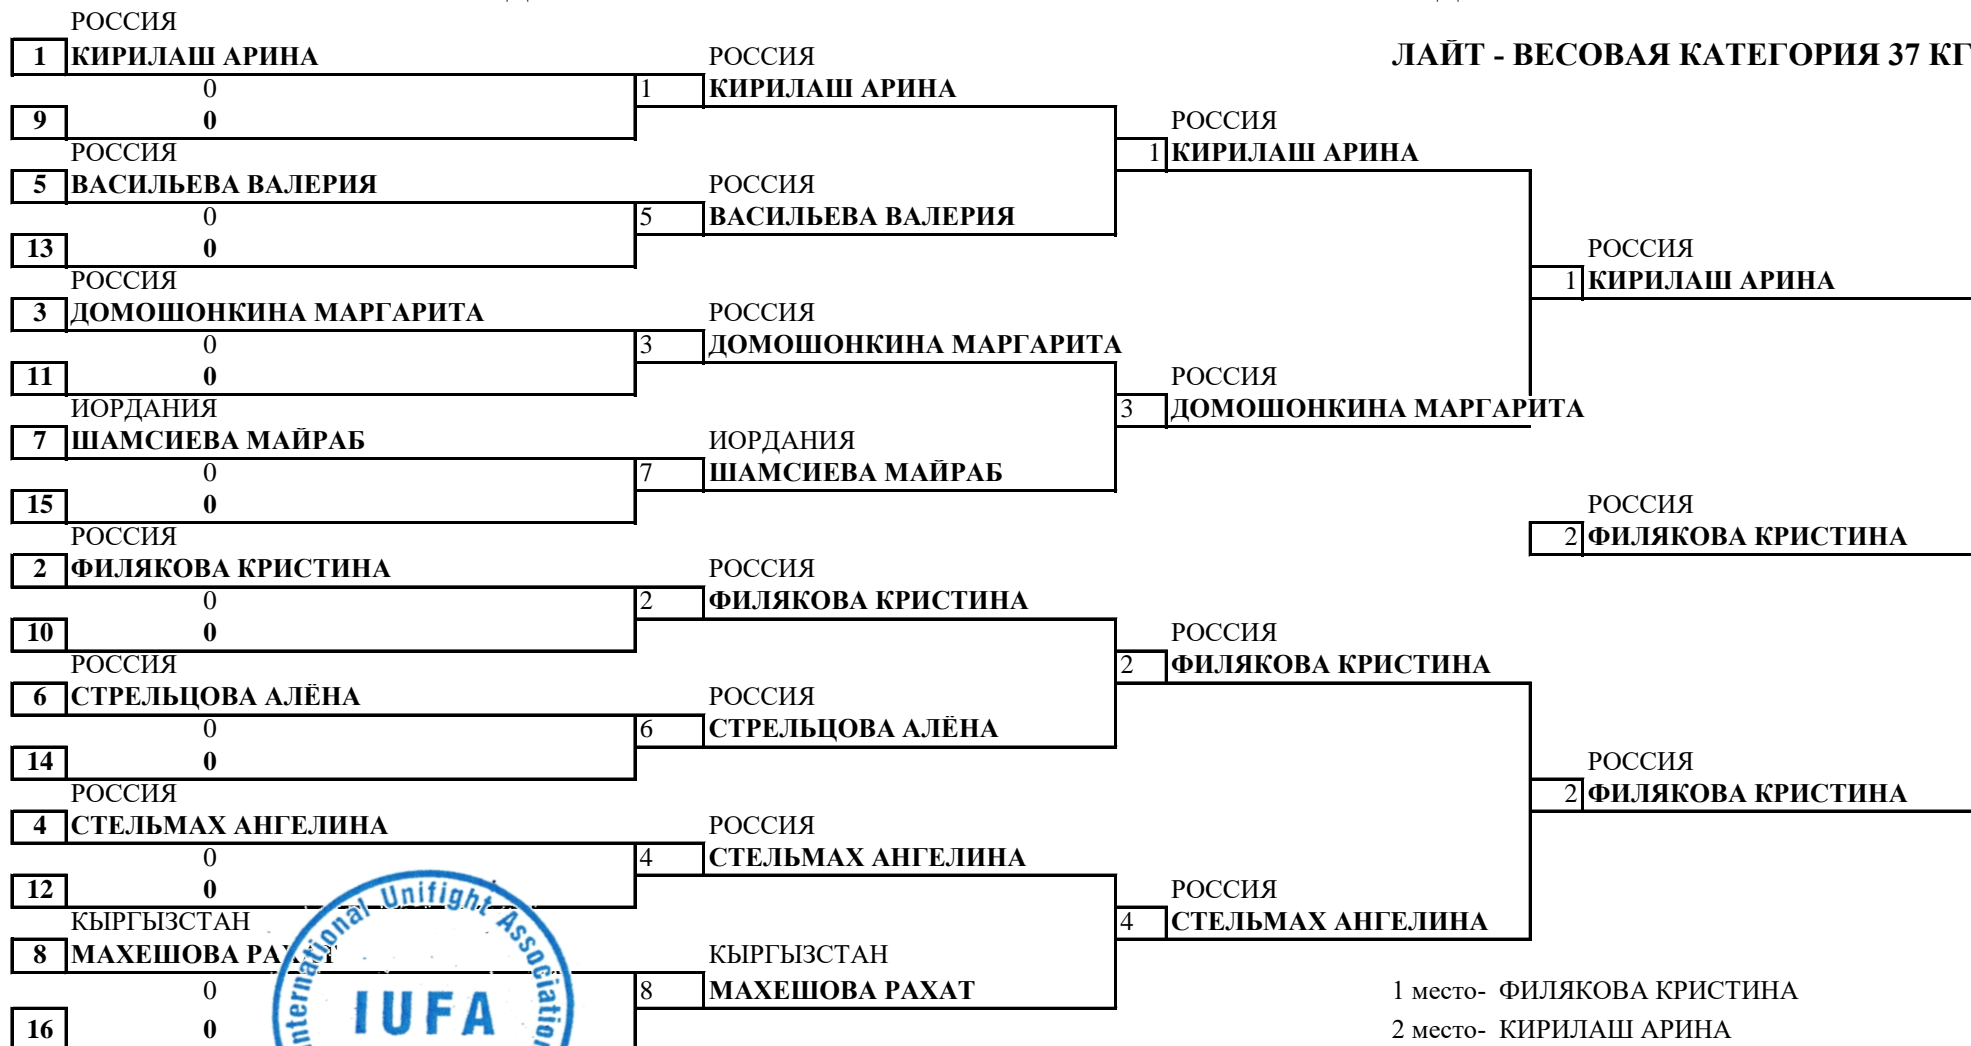 РОССИЯ
1 КИРИЛАШ АРИНА РОССИЯ ЛАЙТ - ВЕСОВАЯ КАТЕГОРИЯ 37 КГ
0 1 КИРИЛАШ АРИНА
9 0 РОССИЯ
РОССИЯ 1 КИРИЛАШ АРИНА
5 ВАСИЛЬЕВА ВАЛЕРИЯ РОССИЯ
0 5 ВАСИЛЬЕВА ВАЛЕРИЯ
13 0 РОССИЯ
РОССИЯ 1 КИРИЛАШ АРИНА
3 ДОМОШОНКИНА МАРГАРИТА РОССИЯ
0 3 ДОМОШОНКИНА МАРГАРИТА
11 0 РОССИЯ
ИОРДАНИЯ 3 ДОМОШОНКИНА МАРГАРИТА
7 ШАМСИЕВА МАЙРАБ ИОРДАНИЯ
0 7 ШАМСИЕВА МАЙРАБ
15 0 РОССИЯ
РОССИЯ 2 ФИЛЯКОВА КРИСТИНА
2 ФИЛЯКОВА КРИСТИНА РОССИЯ
0 2 ФИЛЯКОВА КРИСТИНА
10 0 РОССИЯ
РОССИЯ 2 ФИЛЯКОВА КРИСТИНА
6 СТРЕЛЬЦОВА АЛЁНА РОССИЯ
0 6 СТРЕЛЬЦОВА АЛЁНА
14 0 РОССИЯ
РОССИЯ 2 ФИЛЯКОВА КРИСТИНА
4 СТЕЛЬМАХ АНГЕЛИНА РОССИЯ
0 4 СТЕЛЬМАХ АНГЕЛИНА
12 0 РОССИЯ
КЫРГЫЗСТАН 4 СТЕЛЬМАХ АНГЕЛИНА
8 МАХЕШОВА РАХАТ КЫРГЫЗСТАН
0 8 МАХЕШОВА РАХАТ 1 место- ФИЛЯКОВА КРИСТИНА
16 0 2 место- КИРИЛАШ АРИНА
International Unifight Association
IUFA